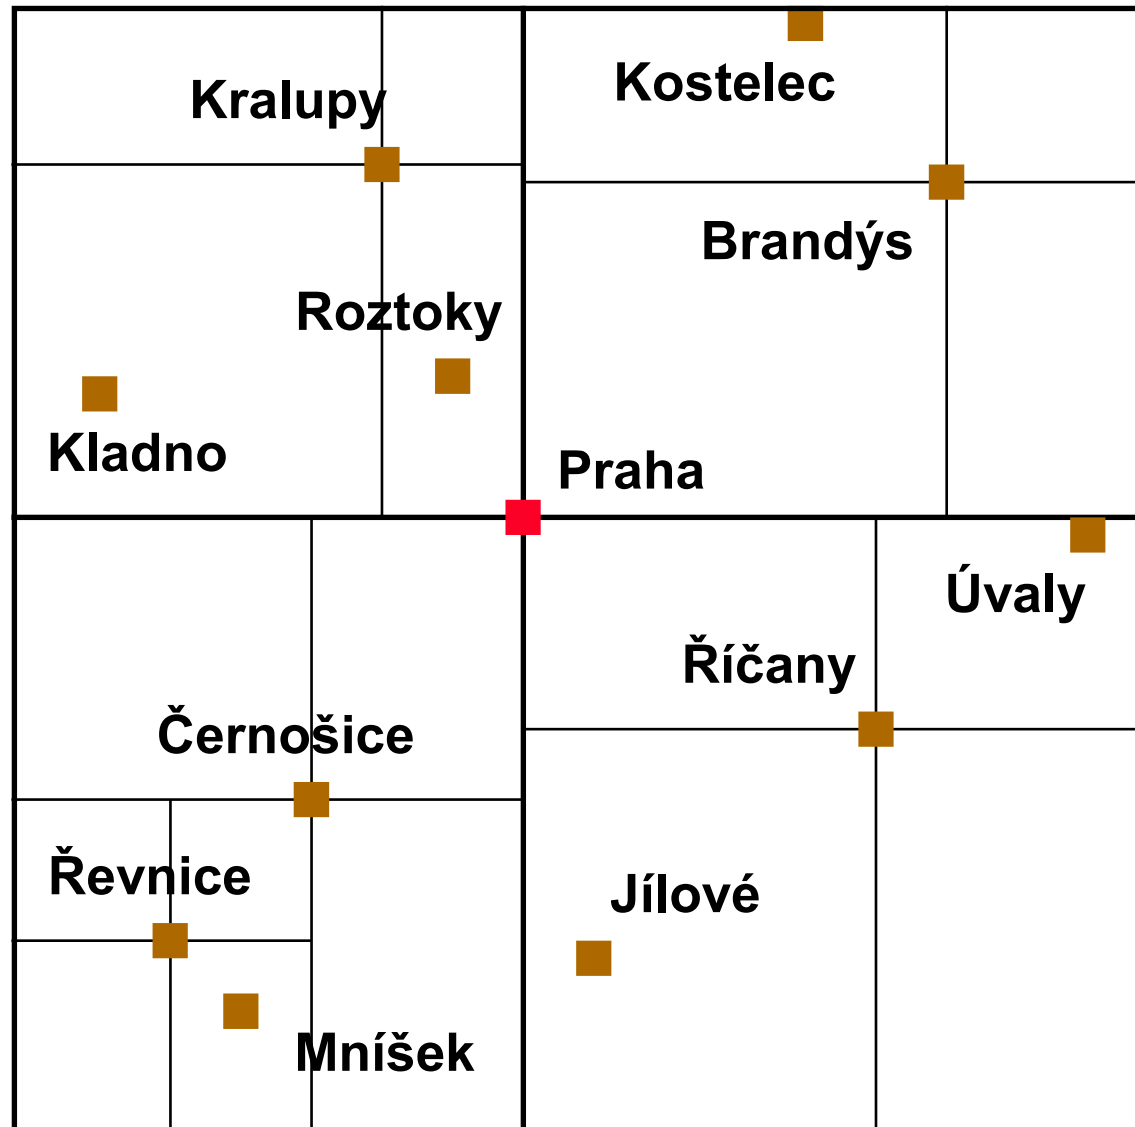 Kostelec
Kralupy
Brandýs
Roztoky
Kladno
Praha
Úvaly
Říčany
Černošice
Řevnice
Jílové
Mníšek